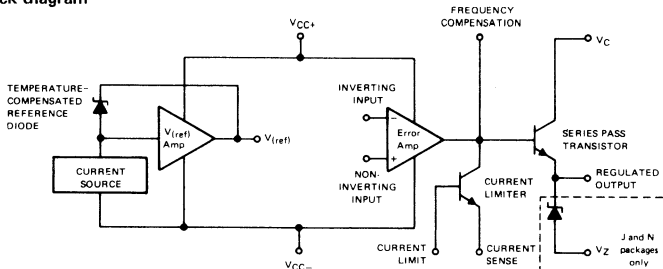 ck diagram
FREQUENCY
COMPENSATION
VCC+
VC
TEMPERATURE-
COMPENSATED
REFERENCE
DIODE
INVERTING
INPUT
V(ref)
Amp
V(ref)
−
Error
Amp
+
SERIES PASS
TRANSISTOR
CURRENT
SOURCE
NON-
INVERTING
INPUT
CURRENT
LIMITER
REGULATED
OUTPUT
VCC−
CURRENT
LIMIT
CURRENT
SENSE
VZ
J and N
packages
only